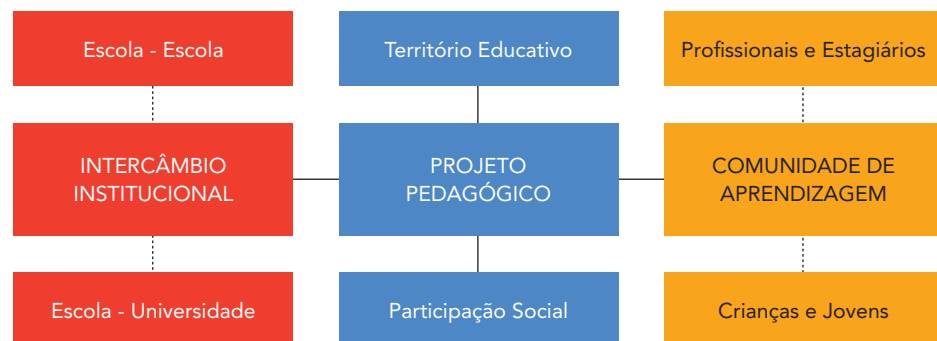 Escola - Escola
Território Educativo
Profissionais e Estagiários
INTERCÂMBIO
INSTITUCIONAL
PROJETO
PEDAGÓGICO
COMUNIDADE DE
APRENDIZAGEM
Escola - Universidade
Participação Social
Crianças e Jovens